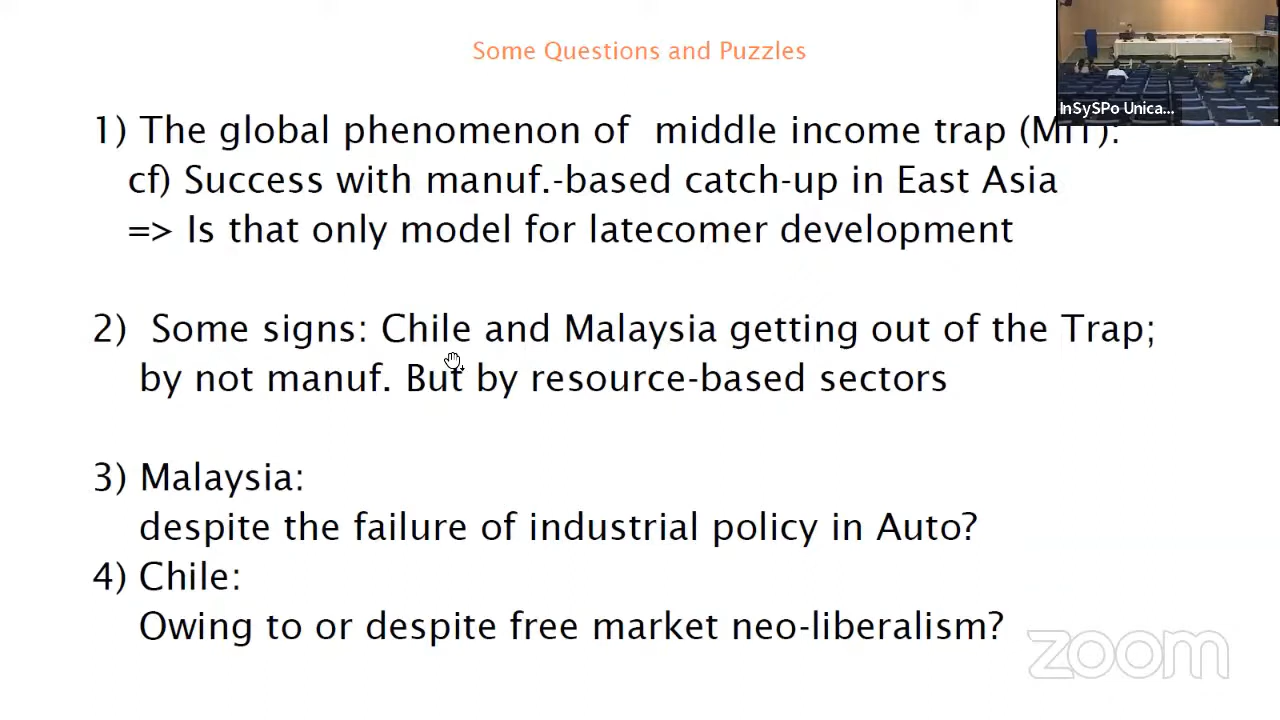 Some Questions and Puzzles
InSySPo Unica...
1) The global phenomenon of middle income trap (MIT):
cf) Success with manuf.-based catch-up in East Asia
=> Is that only model for latecomer development
2) Some signs: Chile and Malaysia getting out of the Trap;
by not manuf. But by resource-based sectors
3) Malaysia:
despite the failure of industrial policy in Auto?
4) Chile:
Owing to or despite free market neo-liberalism?
zoom